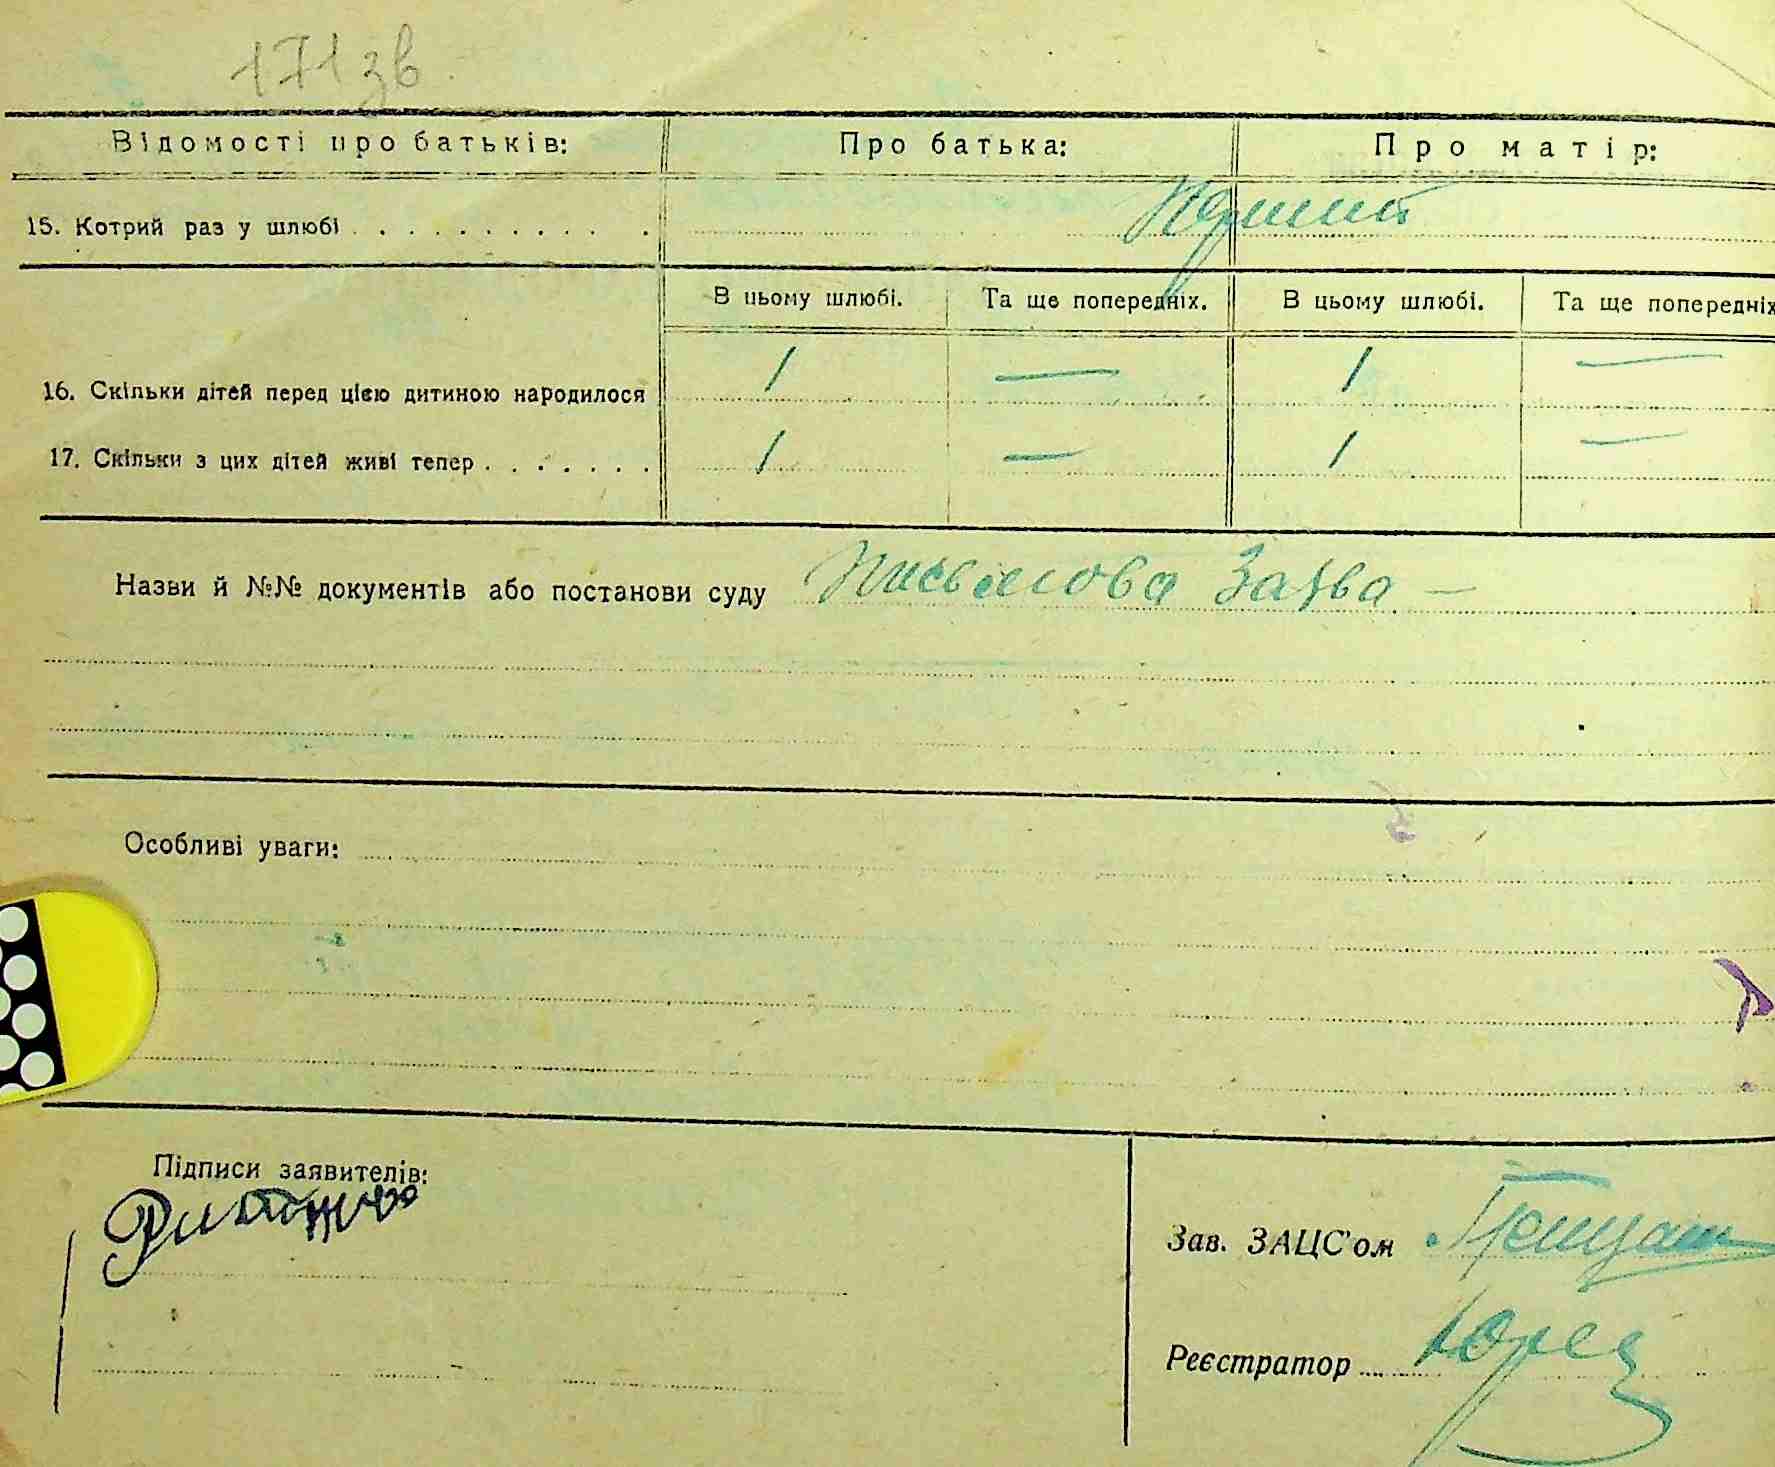 171 зв.
Відомості про батьків: Про батька: Про матір:
15. Котрий раз у шлюбі . . . . . . . . . . . Перший
В цьому шлюбі. Та ще попередніх. В цьому шлюбі. Та ще попередніх
16. Скільки дітей перед цією дитиною народилося 1 — 1 —
17. Скільки з цих дітей живі тепер . . . . . . . 1 — 1 —
Назви й №№ документів або постанови суду Письмова Заява —
Особливі уваги:
Підписи заявителів:
Зав. ЗАЦС'ом
Реєстратор